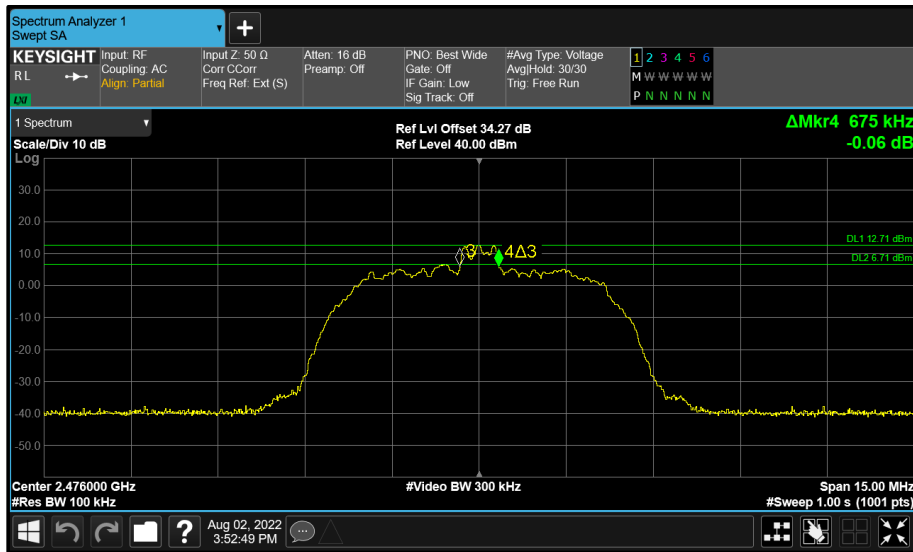 Spectrum Analyzer 1
Swept SA
+
KEYSIGHT
RL
LXI
Input: RF
Coupling: AC
Align: Partial
Input Z: 50 Ω
Corr CCorr
Freq Ref: Ext (S)
Atten: 16 dB
Preamp: Off
PNO: Best Wide
Gate: Off
IF Gain: Low
Sig Track: Off
#Avg Type: Voltage
Avg|Hold: 30/30
Trig: Free Run
1 2 3 4 5 6
M W W W W W
P N N N N N
1 Spectrum
Scale/Div 10 dB
Ref Lvl Offset 34.27 dB
Ref Level 40.00 dBm
ΔMkr4 675 kHz
-0.06 dB
Log
30.0
20.0
10.0
0.00
-10.0
-20.0
-30.0
-40.0
-50.0
3
4Δ3
DL1 12.71 dBm
DL2 6.71 dBm
Center 2.476000 GHz
#Res BW 100 kHz
#Video BW 300 kHz
Span 15.00 MHz
#Sweep 1.00 s (1001 pts)
?
Aug 02, 2022
3:52:49 PM